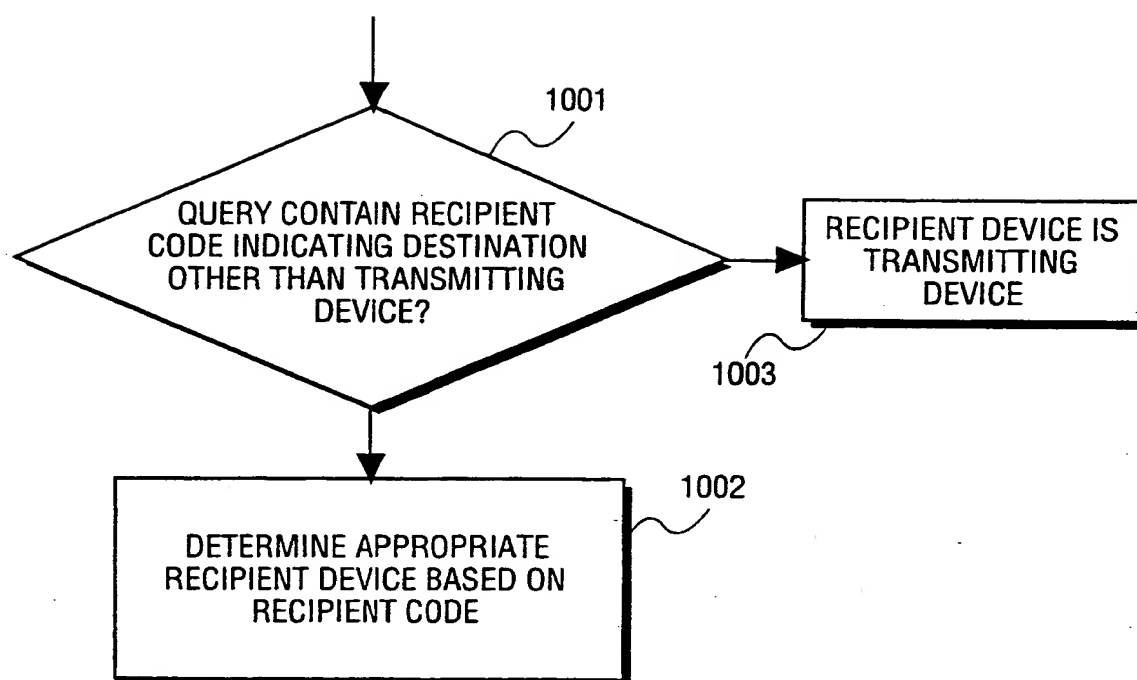 1001
QUERY CONTAIN RECIPIENT
CODE INDICATING DESTINATION
OTHER THAN TRANSMITTING
DEVICE?
RECIPIENT DEVICE IS
TRANSMITTING
DEVICE
1003
1002
DETERMINE APPROPRIATE
RECIPIENT DEVICE BASED ON
RECIPIENT CODE